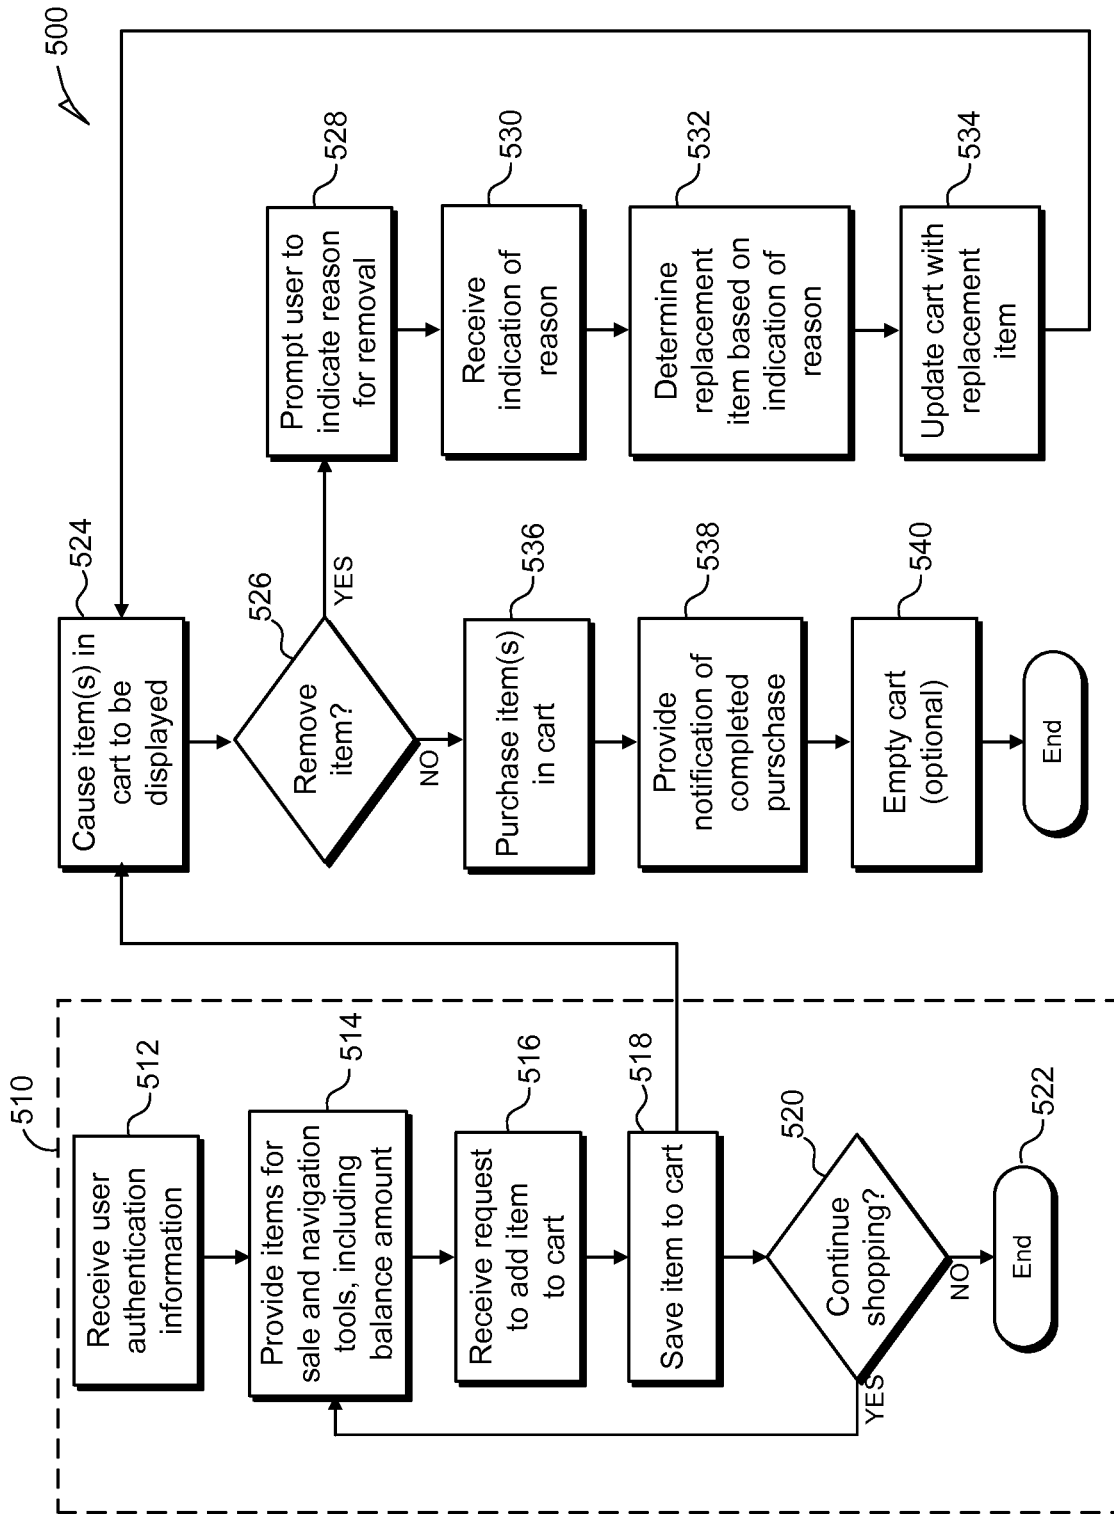 500
510
512
Receive user
authentication
information
514
Provide items for
sale and navigation
tools, including
balance amount
516
Receive request
to add item
to cart
518
Save item to cart
520
Continue
shopping?
YES
NO
522
End
524
Cause item(s) in
cart to be
displayed
526
Remove
item?
YES
NO
528
Prompt user to
indicate reason
for removal
530
Receive
indication of
reason
532
Determine
replacement
item based on
indication of
reason
534
Update cart with
replacement
item
536
Purchase item(s)
in cart
538
Provide
notification of
completed
purschase
540
Empty cart
(optional)
End